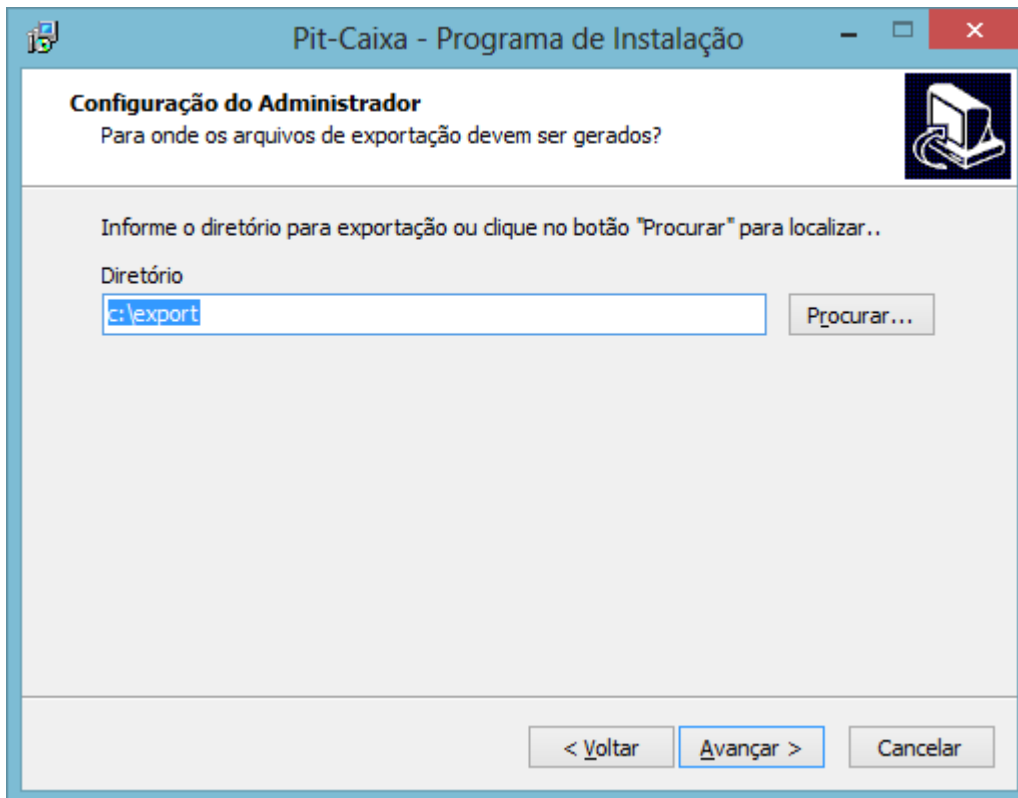 Pit-Caixa - Programa de Instalação
Configuração do Administrador
Para onde os arquivos de exportação devem ser gerados?
Informe o diretório para exportação ou clique no botão "Procurar" para localizar..
Diretório
c:\export
Procurar...
< Voltar
Avançar >
Cancelar